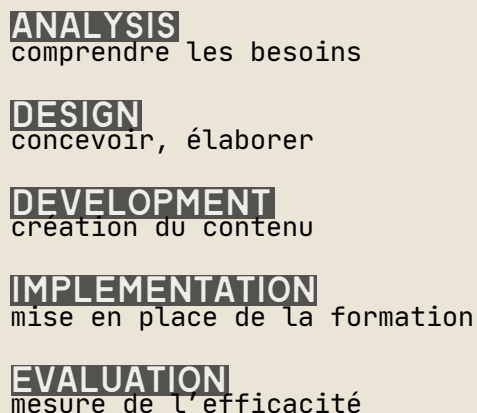 ANALYSIS
comprendre les besoins
DESIGN
concevoir, élaborer
DEVELOPMENT
création du contenu
IMPLEMENTATION
mise en place de la formation
EVALUATION
mesure de l'efficacité